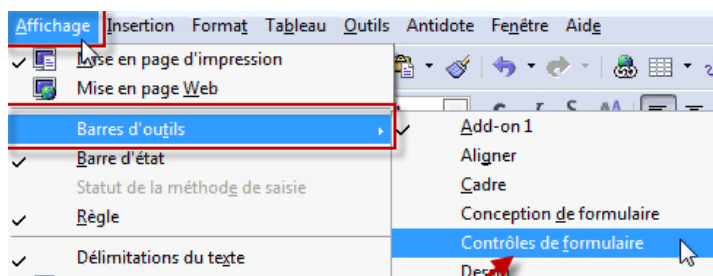 Affichage Insertion Format Tableau Outils Antidote Fenêtre Aide
Mise en page d'impression
Mise en page Web
Barres d'outils
Add-on 1
Barre d'état
Aligner
Statut de la méthode de saisie
Cadre
Règle
Conception de formulaire
Contrôles de formulaire
Délimitations du texte